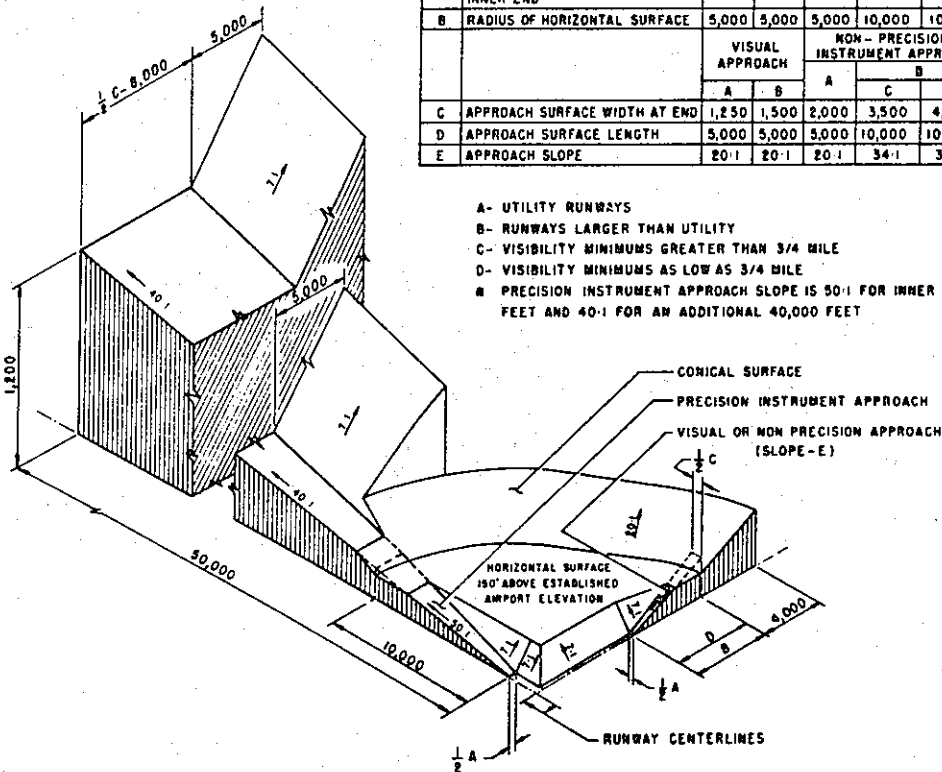 INNER END
B RADIUS OF HORIZONTAL SURFACE 5,000 5,000 5,000 10,000
VISUAL APPROACH
NON-PRECISION
INSTRUMENT
A B A B
C
C APPROACH SURFACE WIDTH AT END 1,250 1,500 2,000 3,500
D APPROACH SURFACE LENGTH 5,000 5,000 5,000 10,000
E APPROACH SLOPE 20:1 20:1 20:1 34:1
A- UTILITY RUNWAYS
B- RUNWAYS LARGER THAN UTILITY
C- VISIBILITY MINIMUMS GREATER THAN 3/4 MILE
D- VISIBILITY MINIMUMS AS LOW AS 3/4 MILE
* PRECISION INSTRUMENT APPROACH SLOPE IS 50:1 FOR INNER
FEET AND 40:1 FOR AN ADDITIONAL 40,000 FEET
5,000
1/2 C-8,000
7:1
40:1
5,000
1,200
7:1
40:1
CONICAL SURFACE
PRECISION INSTRUMENT APPROACH
VISUAL OR NON PRECISION APPROACH
(SLOPE-E)
1/2 C
20:1
HORIZONTAL SURFACE
150' ABOVE ESTABLISHED
AIRPORT ELEVATION
50,000
50:1
10,000
7:1
7:1
7:1
7:1
D
B
4,000
1/2 A
1/2 A
RUNWAY CENTERLINES